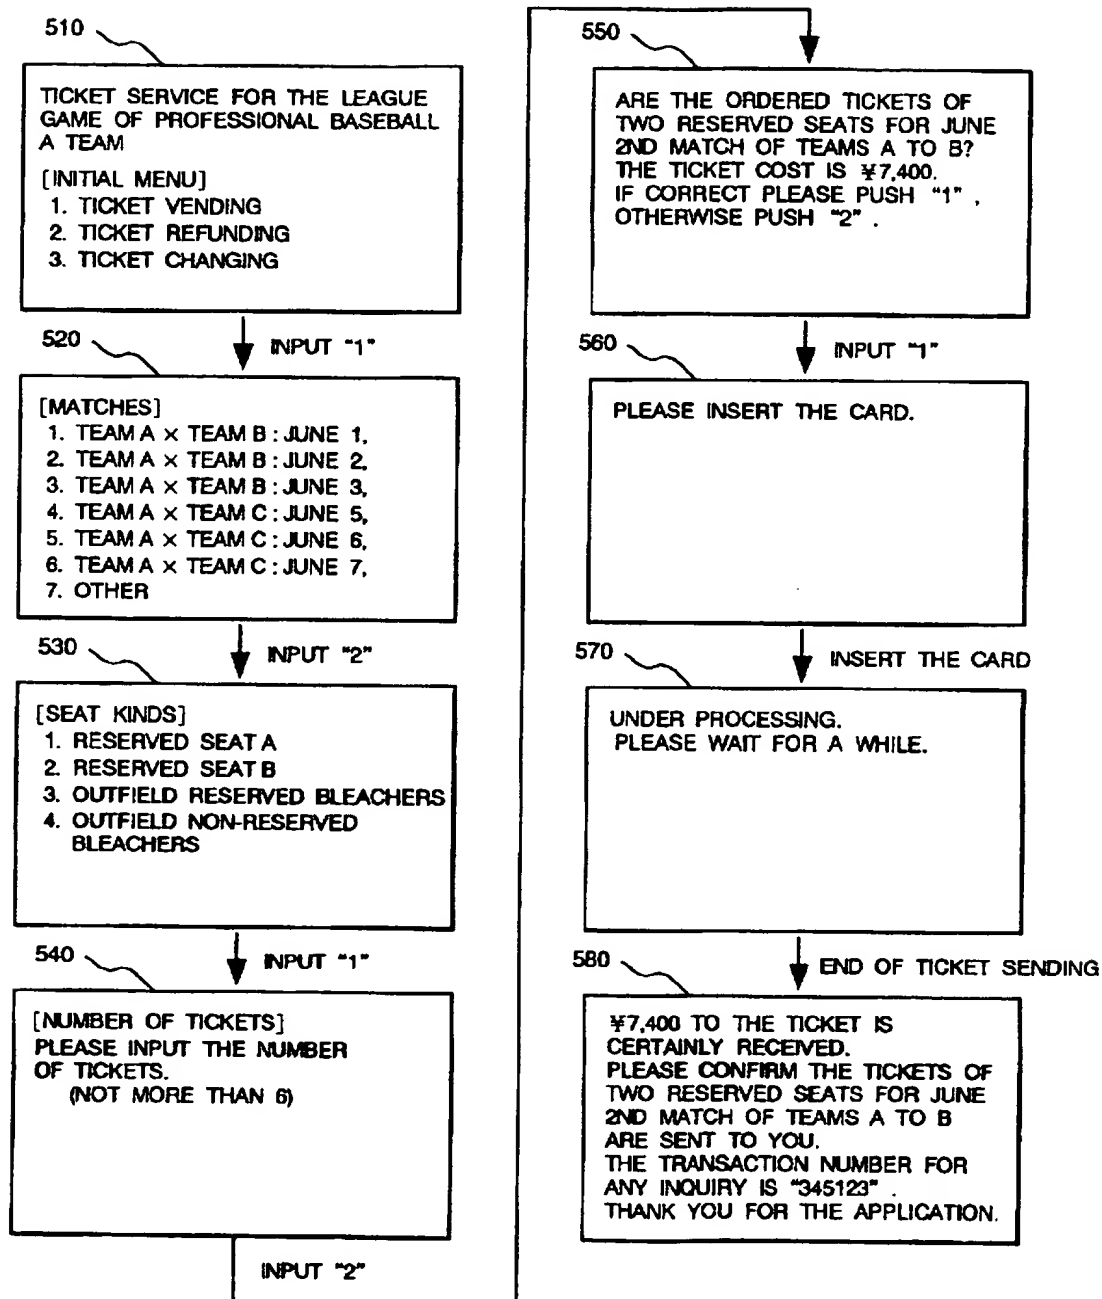 510
TICKET SERVICE FOR THE LEAGUE
GAME OF PROFESSIONAL BASEBALL
A TEAM
[INITIAL MENU]
1. TICKET VENDING
2. TICKET REFUNDING
3. TICKET CHANGING
INPUT "1"
520
[MATCHES]
1. TEAM A × TEAM B : JUNE 1,
2. TEAM A × TEAM B : JUNE 2,
3. TEAM A × TEAM B : JUNE 3,
4. TEAM A × TEAM C : JUNE 5,
5. TEAM A × TEAM C : JUNE 6,
6. TEAM A × TEAM C : JUNE 7,
7. OTHER
INPUT "2"
530
[SEAT KINDS]
1. RESERVED SEAT A
2. RESERVED SEAT B
3. OUTFIELD RESERVED BLEACHERS
4. OUTFIELD NON-RESERVED
BLEACHERS
INPUT "1"
540
[NUMBER OF TICKETS]
PLEASE INPUT THE NUMBER
OF TICKETS.
(NOT MORE THAN 6)
INPUT "2"
550
ARE THE ORDERED TICKETS OF
TWO RESERVED SEATS FOR JUNE
2ND MATCH OF TEAMS A TO B?
THE TICKET COST IS ¥7,400.
IF CORRECT PLEASE PUSH "1" ,
OTHERWISE PUSH "2" .
INPUT "1"
560
PLEASE INSERT THE CARD.
INSERT THE CARD
570
UNDER PROCESSING.
PLEASE WAIT FOR A WHILE.
END OF TICKET SENDING
580
¥7,400 TO THE TICKET IS
CERTAINLY RECEIVED.
PLEASE CONFIRM THE TICKETS OF
TWO RESERVED SEATS FOR JUNE
2ND MATCH OF TEAMS A TO B
ARE SENT TO YOU.
THE TRANSACTION NUMBER FOR
ANY INQUIRY IS "345123" .
THANK YOU FOR THE APPLICATION.